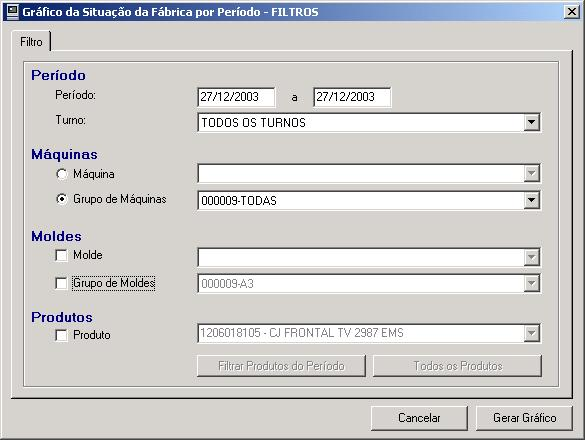 Gráfico da Situação da Fábrica por Período - FILTROS
Filtro
Período
Período: 27/12/2003 a 27/12/2003
Turno: TODOS OS TURNOS
Máquinas
Máquina
Grupo de Máquinas 000009-TODAS
Moldes
Molde
Grupo de Moldes 000009-A3
Produtos
Produto 1206018105 - CJ FRONTAL TV 2987 EMS
Filtrar Produtos do Período Todos os Produtos
Cancelar Gerar Gráfico